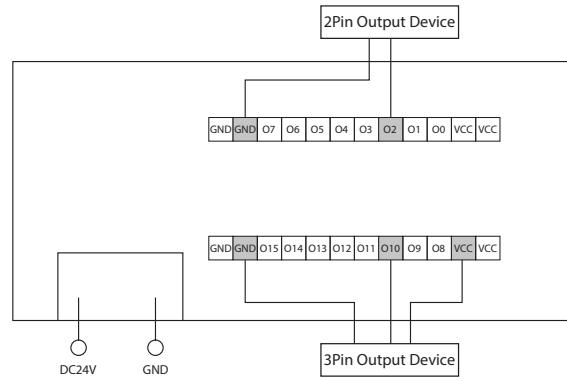 2Pin Output Device
GND GND O7 O6 O5 O4 O3 O2 O1 O0 VCC VCC
GND GND O15 O14 O13 O12 O11 O10 O9 O8 VCC VCC
DC24V GND
3Pin Output Device